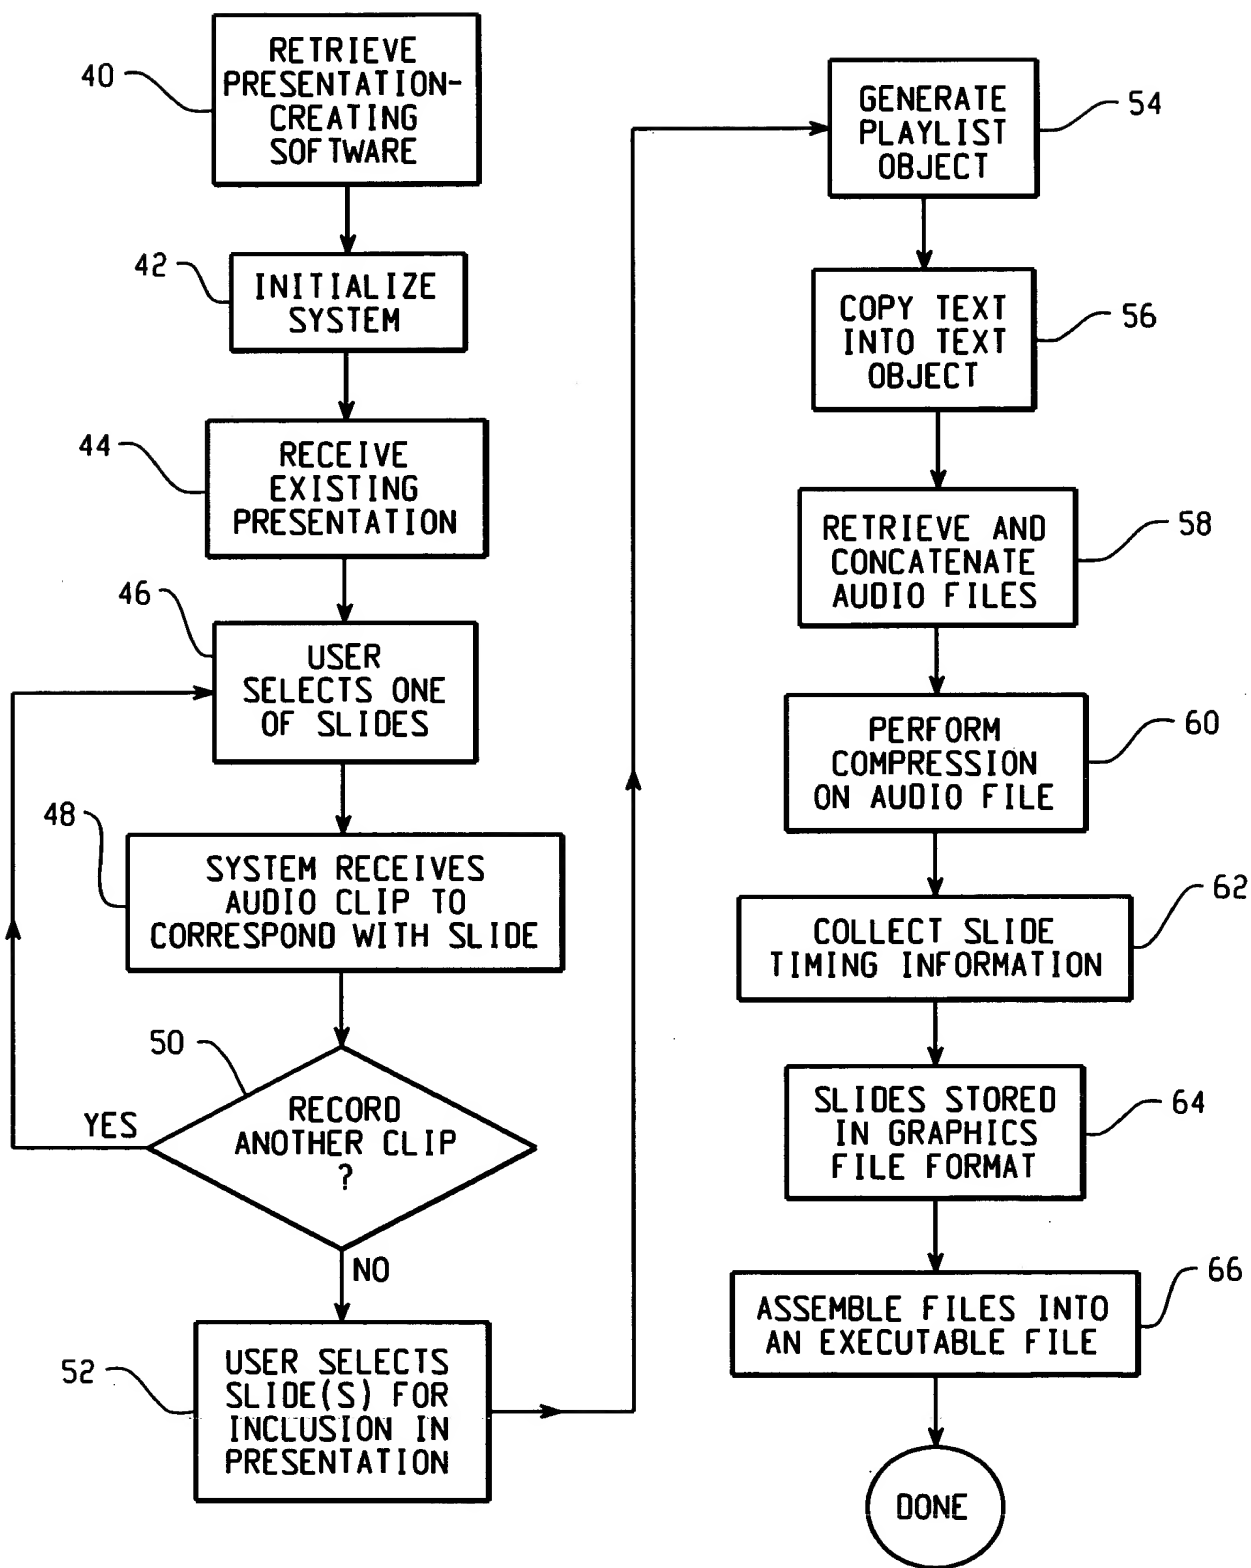 40
RETRIEVE
PRESENTATION-
CREATING
SOFTWARE
42
INITIALIZE
SYSTEM
44
RECEIVE
EXISTING
PRESENTATION
46
USER
SELECTS ONE
OF SLIDES
48
SYSTEM RECEIVES
AUDIO CLIP TO
CORRESPOND WITH SLIDE
50
YES
RECORD
ANOTHER CLIP
?
NO
52
USER SELECTS
SLIDE(S) FOR
INCLUSION IN
PRESENTATION
54
GENERATE
PLAYLIST
OBJECT
56
COPY TEXT
INTO TEXT
OBJECT
58
RETRIEVE AND
CONCATENATE
AUDIO FILES
60
PERFORM
COMPRESSION
ON AUDIO FILE
62
COLLECT SLIDE
TIMING INFORMATION
64
SLIDES STORED
IN GRAPHICS
FILE FORMAT
66
ASSEMBLE FILES INTO
AN EXECUTABLE FILE
DONE